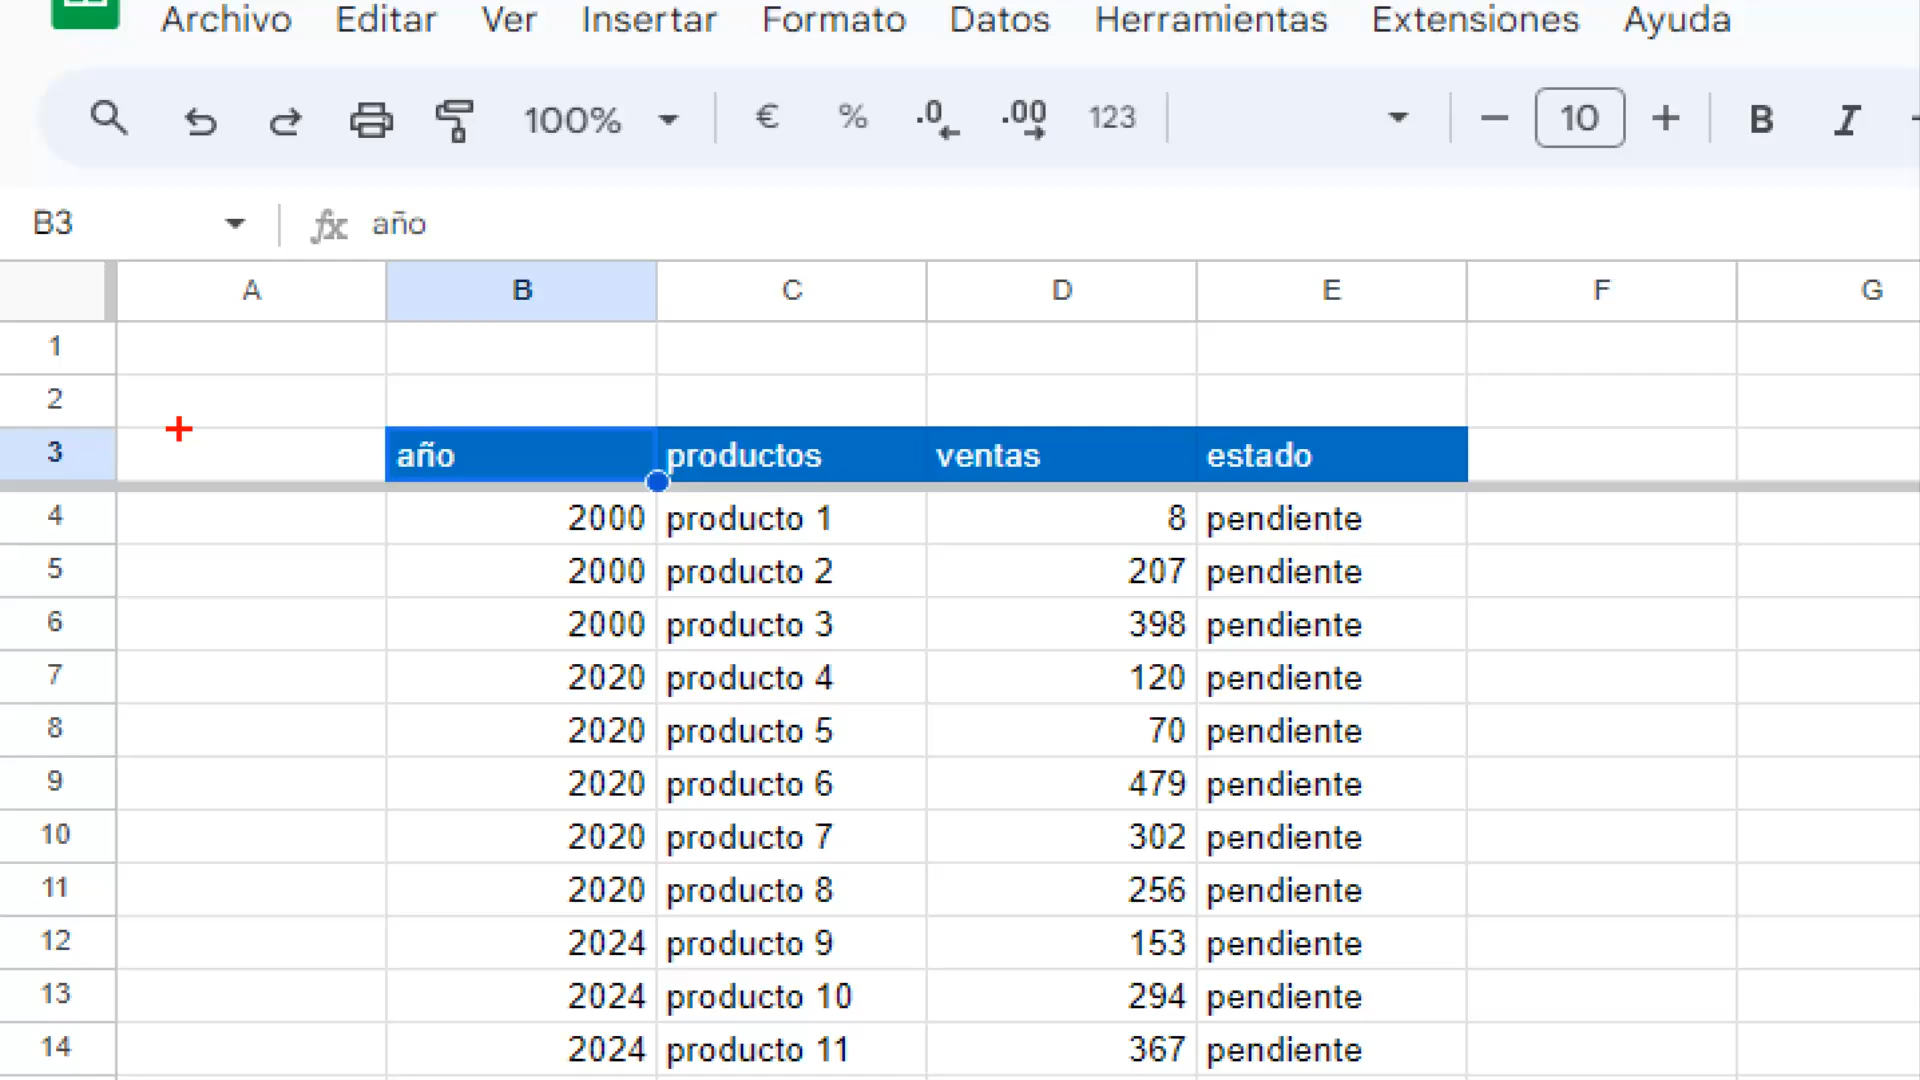 Archivo Editar Ver Insertar Formato Datos Herramientas Extensiones Ayuda
100% € % .0 .00 123 10 B I
B3 fx año
A B C D E F G
1
2
3 año productos ventas estado
4 2000 producto 1 8 pendiente
5 2000 producto 2 207 pendiente
6 2000 producto 3 398 pendiente
7 2020 producto 4 120 pendiente
8 2020 producto 5 70 pendiente
9 2020 producto 6 479 pendiente
10 2020 producto 7 302 pendiente
11 2020 producto 8 256 pendiente
12 2024 producto 9 153 pendiente
13 2024 producto 10 294 pendiente
14 2024 producto 11 367 pendiente